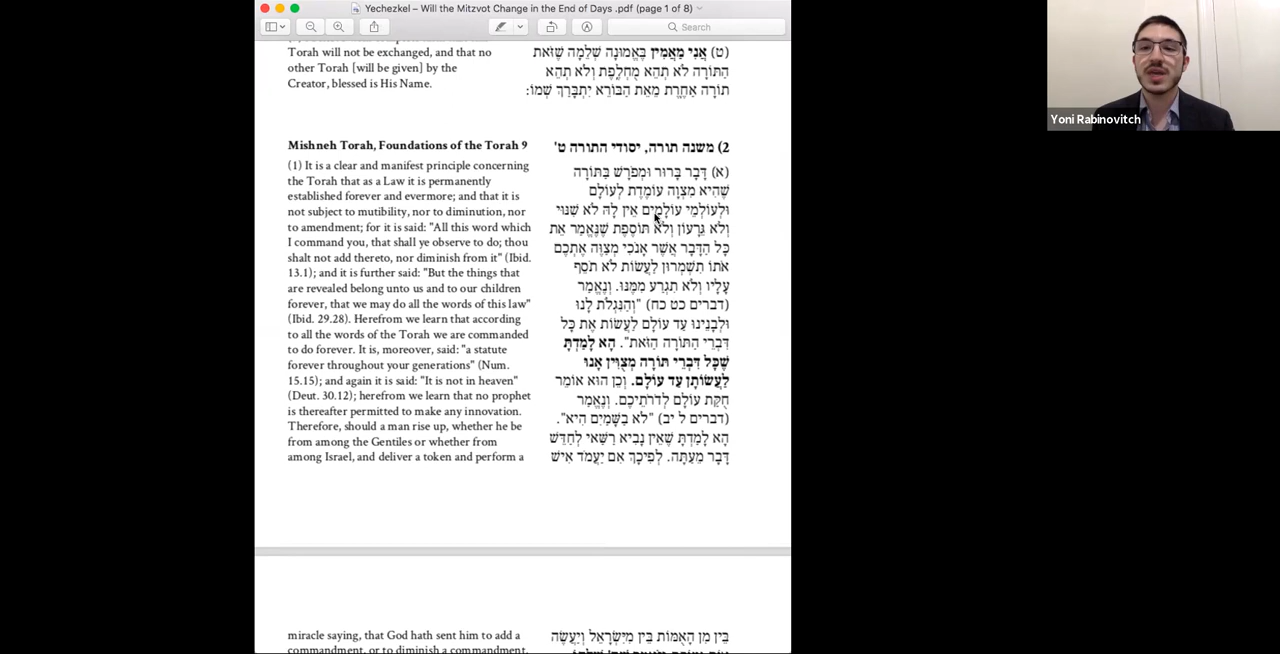 Yechezkel – Will the Mitzvot Change in the End of Days .pdf (page 1 of 8)
Search
Torah will not be exchanged, and that no
other Torah [will be given] by the
Creator, blessed is His Name.
(ט) אֲנִי מַאֲמִין בֶּאֱמוּנָה שְׁלֵמָה שֶׁזֹּאת
הַתּוֹרָה לֹא תְהֵא מֻחְלֶפֶת וְלֹא תְהֵא
תּוֹרָה אַחֶרֶת מֵאֵת הַבּוֹרֵא יִתְבָּרַךְ שְׁמוֹ:
Mishneh Torah, Foundations of the Torah 9
(1) It is a clear and manifest principle concerning
the Torah that as a Law it is permanently
established forever and evermore; and that it is
not subject to mutibility, nor to diminution, nor
to amendment; for it is said: "All this word which
I command you, that shall ye observe to do; thou
shalt not add thereto, nor diminish from it" (Ibid.
13.1); and it is further said: "But the things that
are revealed belong unto us and to our children
forever, that we may do all the words of this law"
(Ibid. 29.28). Herefrom we learn that according
to all the words of the Torah we are commanded
to do forever. It is, moreover, said: "a statute
forever throughout your generations" (Num.
15.15); and again it is said: "It is not in heaven"
(Deut. 30.12); herefrom we learn that no prophet
is thereafter permitted to make any innovation.
Therefore, should a man rise up, whether he be
from among the Gentiles or whether from
among Israel, and deliver a token and perform a
2) משנה תורה, יסודי התורה ט'
(א) דָּבָר בָּרוּר וּמְפֹרָשׁ בַּתּוֹרָה
שֶׁהִיא מִצְוָה עוֹמֶדֶת לְעוֹלָם
וּלְעוֹלְמֵי עוֹלָמִים אֵין לָהּ לֹא שִׁנּוּי
וְלֹא גֵּרָעוֹן וְלֹא תּוֹסֶפֶת שֶׁנֶּאֱמַר אֵת
כָּל הַדָּבָר אֲשֶׁר אָנֹכִי מְצַוֶּה אֶתְכֶם
אֹתוֹ תִשְׁמְרוּן לַעֲשׂוֹת לֹא תֹסֵף
עָלָיו וְלֹא תִגְרַע מִמֶּנּוּ. וְנֶאֱמַר
(דברים כט כח) "וְהַנִּגְלֹת לָנוּ
וּלְבָנֵינוּ עַד עוֹלָם לַעֲשׂוֹת אֶת כָּל
דִּבְרֵי הַתּוֹרָה הַזֹּאת". הָא לָמַדְתָּ
שֶׁכָּל דִּבְרֵי תּוֹרָה מְצֻוִּין אָנוּ
לַעֲשׂוֹתָן עַד עוֹלָם. וְכֵן הוּא אוֹמֵר
חֻקַּת עוֹלָם לְדֹרֹתֵיכֶם. וְנֶאֱמַר
(דברים ל יב) "לֹא בַשָּׁמַיִם הִיא".
הָא לָמַדְתָּ שֶׁאֵין נָבִיא רַשַּׁאי לְחַדֵּשׁ
דָּבָר מֵעַתָּה. לְפִיכָךְ אִם יַעֲמֹד אִישׁ
miracle saying, that God hath sent him to add a
commandment, or to diminish a commandment,
בֵּין מִן הָאֻמּוֹת בֵּין מִיִּשְׂרָאֵל וְיַעֲשֶׂה
Yoni Rabinovitch